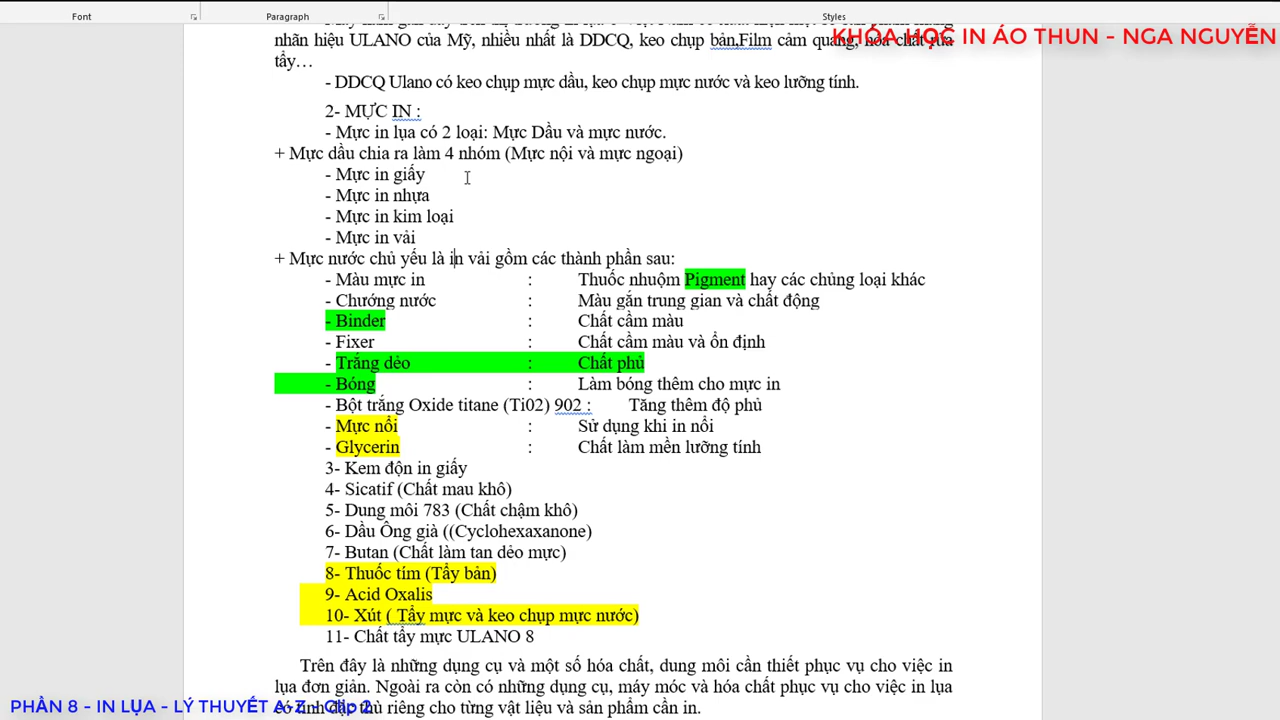 Font Paragraph Styles
KHÓA HỌC IN ÁO THUN - NGA NGUYỄN
nhãn hiệu ULANO của Mỹ, nhiều nhất là DDCQ, keo chụp bản,Film cảm quang, hóa chất rửa
tẩy…
- DDCQ Ulano có keo chụp mực dầu, keo chụp mực nước và keo lưỡng tính.
2- MỰC IN :
- Mực in lụa có 2 loại: Mực Dầu và mực nước.
+ Mực dầu chia ra làm 4 nhóm (Mực nội và mực ngoại)
- Mực in giấy
- Mực in nhựa
- Mực in kim loại
- Mực in vải
+ Mực nước chủ yếu là in vải gồm các thành phần sau:
- Màu mực in : Thuốc nhuộm Pigment hay các chủng loại khác
- Chướng nước : Màu gắn trung gian và chất động
- Binder : Chất cầm màu
- Fixer : Chất cầm màu và ổn định
- Trắng dẻo : Chất phủ
- Bóng : Làm bóng thêm cho mực in
- Bột trắng Oxide titane (Ti02) 902 : Tăng thêm độ phủ
- Mực nổi : Sử dụng khi in nổi
- Glycerin : Chất làm mền lưỡng tính
3- Kem độn in giấy
4- Sicatif (Chất mau khô)
5- Dung môi 783 (Chất chậm khô)
6- Dầu Ông già ((Cyclohexaxanone)
7- Butan (Chất làm tan dẻo mực)
8- Thuốc tím (Tẩy bản)
9- Acid Oxalis
10- Xút ( Tẩy mực và keo chụp mực nước)
11- Chất tẩy mực ULANO 8
Trên đây là những dụng cụ và một số hóa chất, dung môi cần thiết phục vụ cho việc in
lụa đơn giản. Ngoài ra còn có những dụng cụ, máy móc và hóa chất phục vụ cho việc in lụa
có tính đặc thù riêng cho từng vật liệu và sản phẩm cần in.
PHẦN 8 - IN LỤA - LÝ THUYẾT A-Z - Clip 2